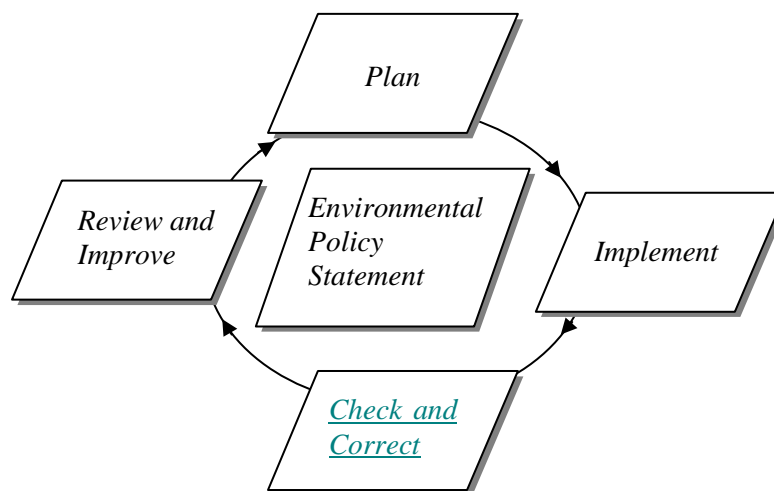 Plan
Review and
Improve
Environmental
Policy
Statement
Implement
Check and
Correct